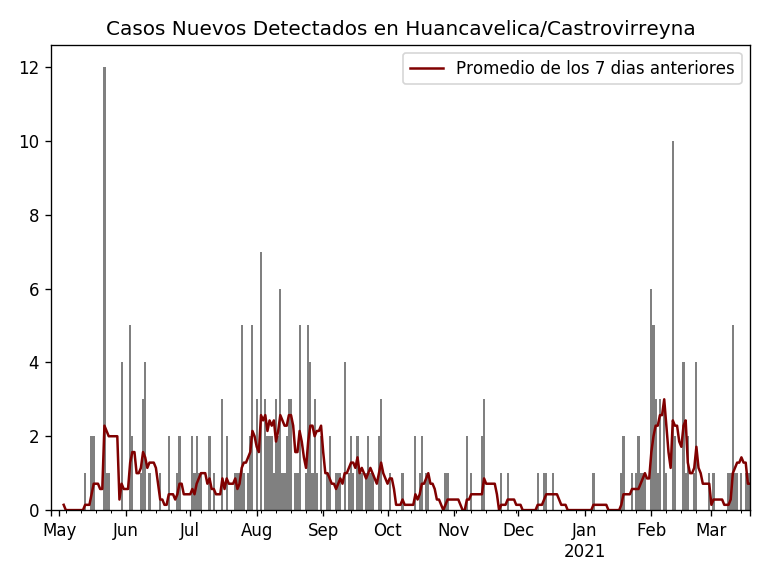 Casos Nuevos Detectados en Huancavelica/Castrovirreyna
Promedio de los 7 dias anteriores
12
10
8
6
4
2
0
May Jun Jul Aug Sep Oct Nov Dec Jan Feb Mar
2021